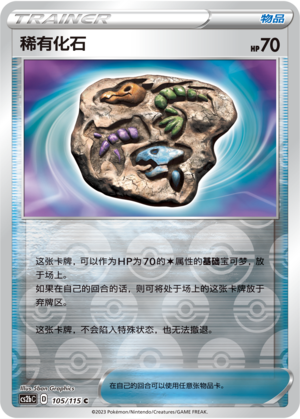 TRAINER
物品
稀有化石
HP70
这张卡牌，可以作为HP为70的✶属性的基础宝可梦，放
于场上。
如果在自己的回合的话，则可将处于场上的这张卡牌放于
弃牌区。
这张卡牌，不会陷入特殊状态，也无法撤退。
Illus. Toon Graphics
CS2bC D 105/115 C
在自己的回合可以使用任意张物品卡。
©2023 Pokémon/Nintendo/Creatures/GAME FREAK.